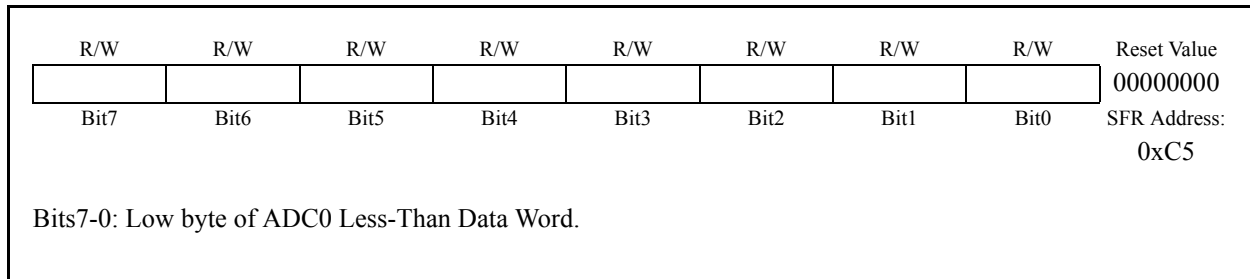 R/W R/W R/W R/W R/W R/W R/W R/W Reset Value
00000000
Bit7 Bit6 Bit5 Bit4 Bit3 Bit2 Bit1 Bit0 SFR Address:
0xC5
Bits7-0: Low byte of ADC0 Less-Than Data Word.